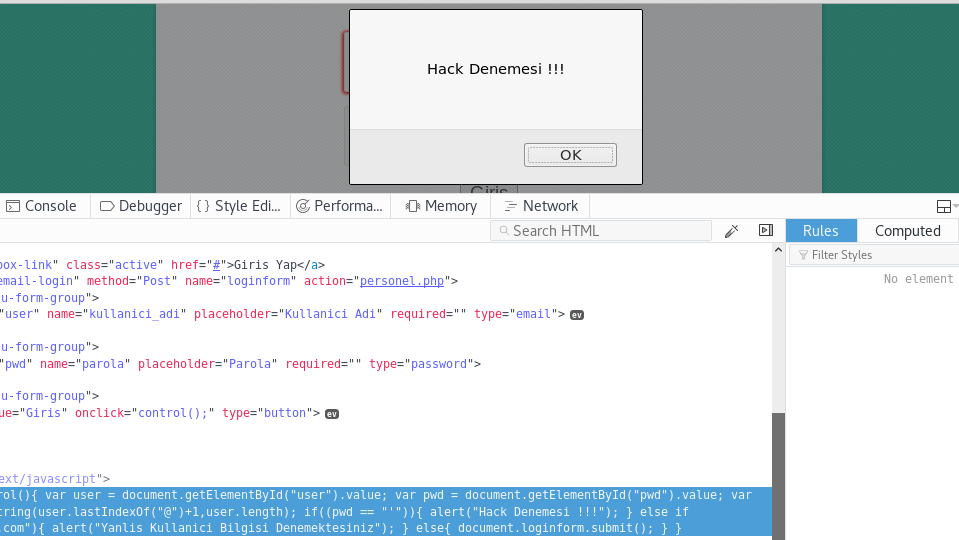 Hack Denemesi !!!
OK
Giris
Console Debugger { } Style Edi... Performa... Memory Network
Search HTML
Rules Computed
Filter Styles
No element
box-link" class="active" href="#">Giris Yap</a>
email-login" method="Post" name="loginform" action="personel.php">
u-form-group">
"user" name="kullanici_adi" placeholder="Kullanici Adi" required="" type="email"> ev
u-form-group">
"pwd" name="parola" placeholder="Parola" required="" type="password">
u-form-group">
ue="Giris" onclick="control();" type="button"> ev
ext/javascript">
rol(){ var user = document.getElementById("user").value; var pwd = document.getElementById("pwd").value; var
string(user.lastIndexOf("@")+1,user.length); if((pwd == "'")){ alert("Hack Denemesi !!!"); } else if
.com"){ alert("Yanlis Kullanici Bilgisi Denemektesiniz"); } else{ document.loginform.submit(); } }